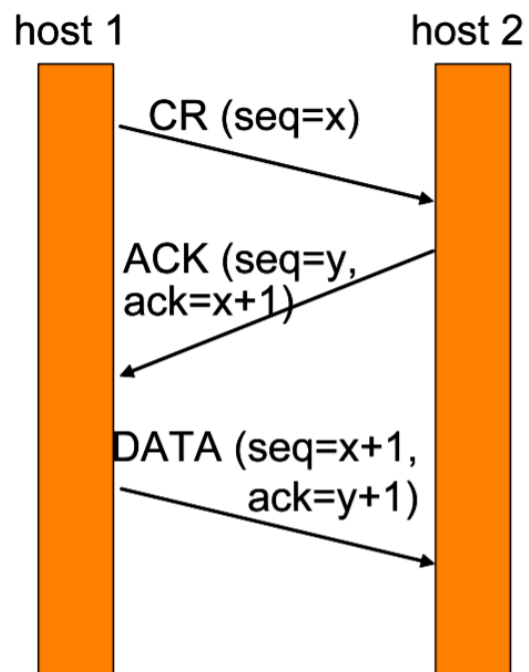 host 1
host 2
CR (seq=x)
ACK (seq=y,
ack=x+1)
DATA (seq=x+1,
ack=y+1)